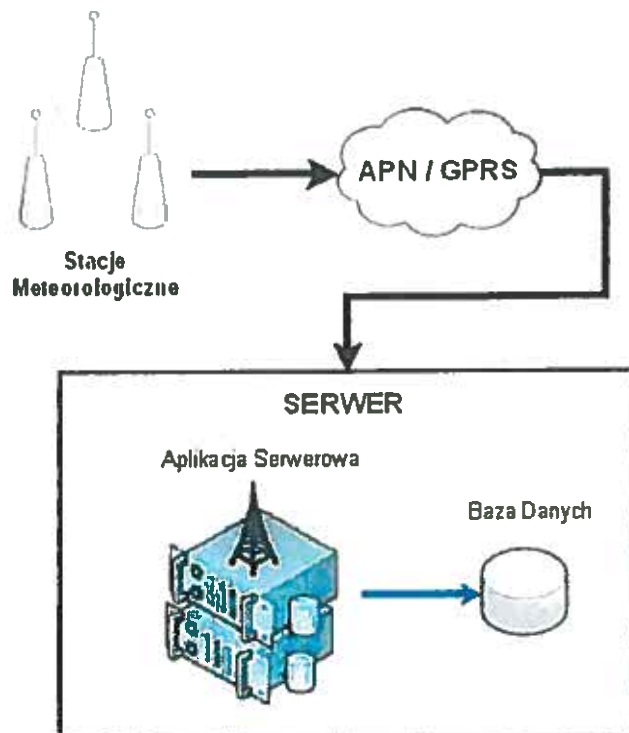 APN / GPRS
Stacje
Meteorologiczne
SERWER
Aplikacja Serwerowa
Baza Danych